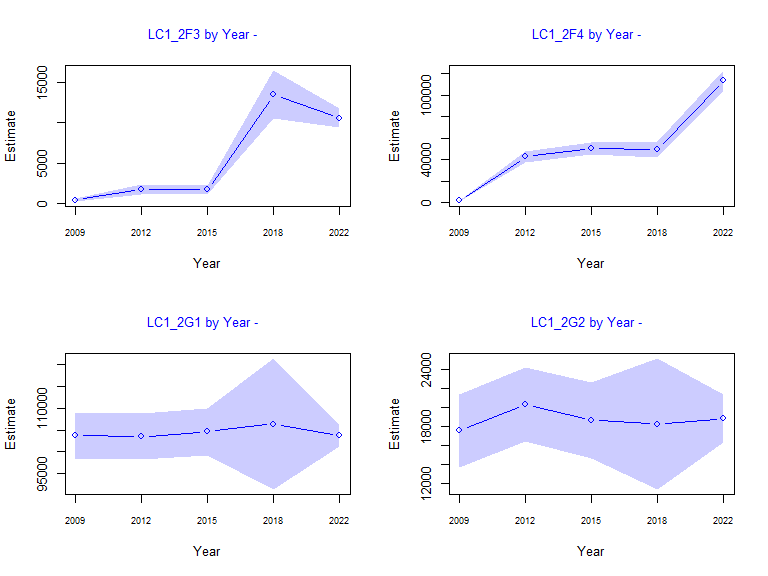 LC1_2F3 by Year -
Estimate
15000
5000
0
2009 2012 2015 2018 2022
Year
LC1_2F4 by Year -
Estimate
100000
40000
0
2009 2012 2015 2018 2022
Year
LC1_2G1 by Year -
Estimate
110000
95000
2009 2012 2015 2018 2022
Year
LC1_2G2 by Year -
Estimate
24000
18000
12000
2009 2012 2015 2018 2022
Year